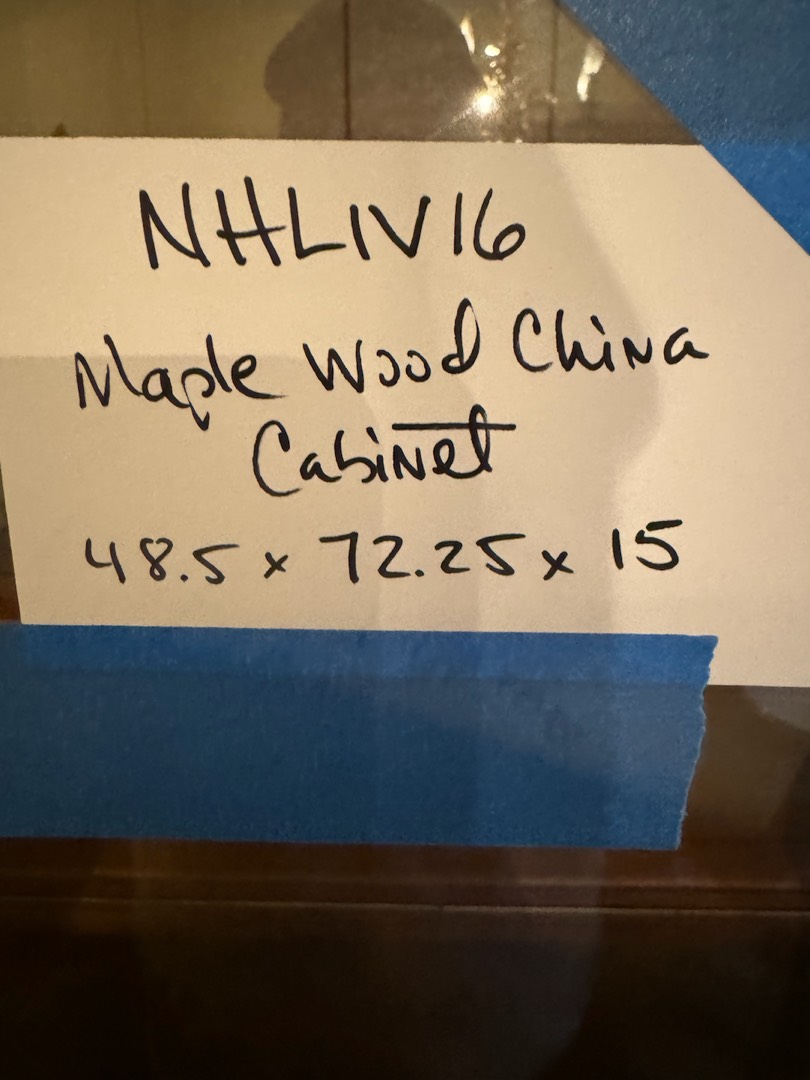 NHLIV16
Maple Wood China
Cabinet
48.5 x 72.25 x 15